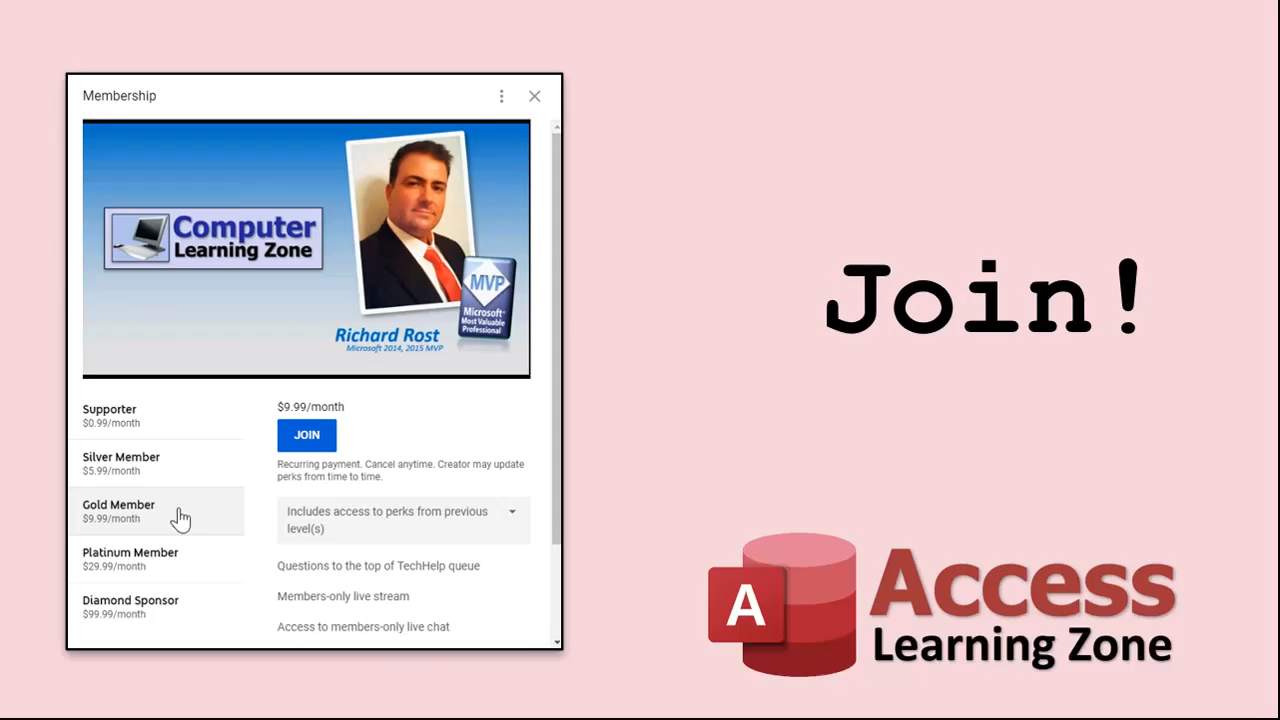 Membership
Computer
Learning Zone
MVP
Microsoft®
Most Valuable
Professional
Richard Rost
Microsoft 2014, 2015 MVP
Supporter
$0.99/month
Silver Member
$5.99/month
Gold Member
$9.99/month
Platinum Member
$29.99/month
Diamond Sponsor
$99.99/month
$9.99/month
JOIN
Recurring payment. Cancel anytime. Creator may update
perks from time to time.
Includes access to perks from previous
level(s)
Questions to the top of TechHelp queue
Members-only live stream
Access to members-only live chat
Join!
A
Access
Learning Zone